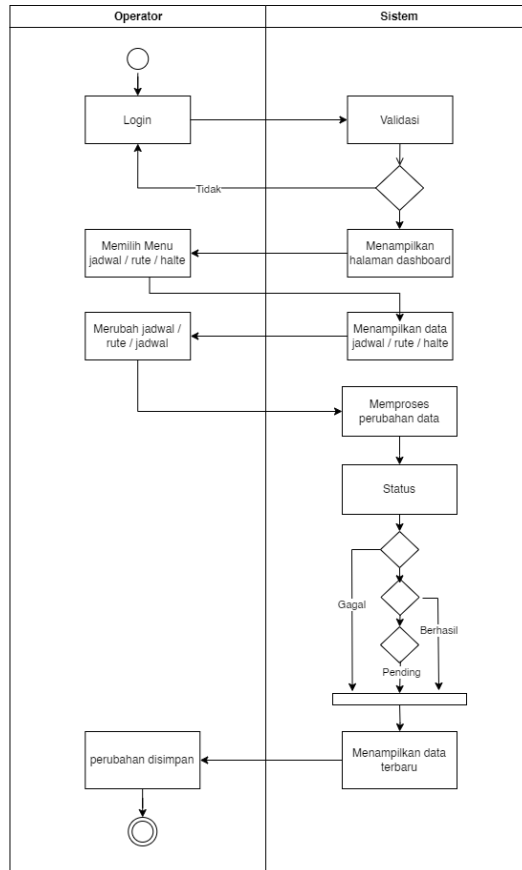 Operator
Sistem
Login
Validasi
Tidak
Memilih Menu
jadwal / rute / halte
Menampilkan
halaman dashboard
Merubah jadwal /
rute / jadwal
Menampilkan data
jadwal / rute / halte
Memproses
perubahan data
Status
Gagal
Berhasil
Pending
perubahan disimpan
Menampilkan data
terbaru